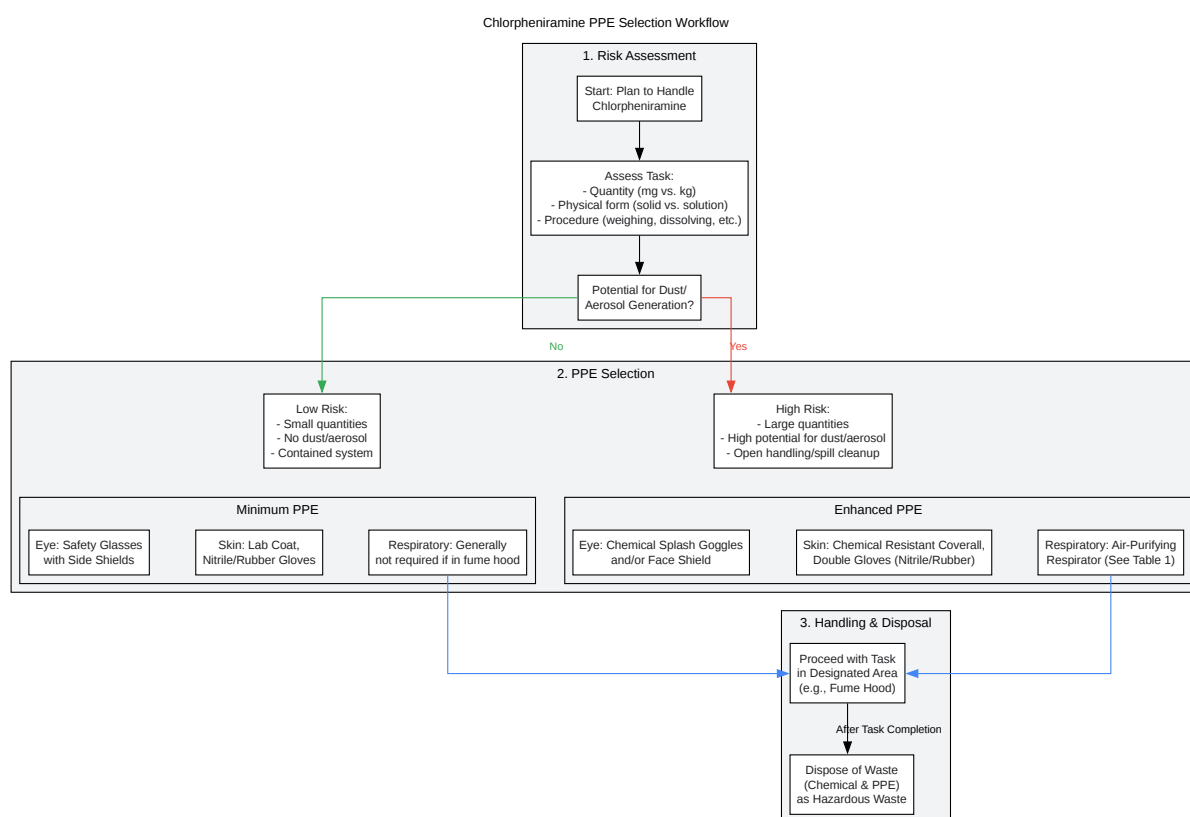 Chlorpheniramine PPE Selection Workflow
1. Risk Assessment
Start: Plan to Handle
Chlorpheniramine
Assess Task:
- Quantity (mg vs. kg)
- Physical form (solid vs. solution)
- Procedure (weighing, dissolving, etc.)
Potential for Dust/
Aerosol Generation?
No
Yes
2. PPE Selection
Low Risk:
- Small quantities
- No dust/aerosol
- Contained system
High Risk:
- Large quantities
- High potential for dust/aerosol
- Open handling/spill cleanup
Minimum PPE
Eye: Safety Glasses
with Side Shields
Skin: Lab Coat,
Nitrile/Rubber Gloves
Respiratory: Generally
not required if in fume hood
Enhanced PPE
Eye: Chemical Splash Goggles
and/or Face Shield
Skin: Chemical Resistant Coverall,
Double Gloves (Nitrile/Rubber)
Respiratory: Air-Purifying
Respirator (See Table 1)
3. Handling & Disposal
Proceed with Task
in Designated Area
(e.g., Fume Hood)
After Task Completion
Dispose of Waste
(Chemical & PPE)
as Hazardous Waste